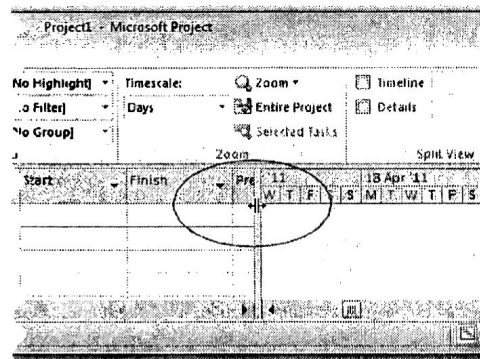 Project1 - Microsoft Project
No Highlight] Timescale: Zoom Timeline
o Filter] Days Entire Project Details
No Group] Selected Tasks
Zoom Split View
Start Finish Pre '11 18 Apr '11
W T F S S M T W T F S